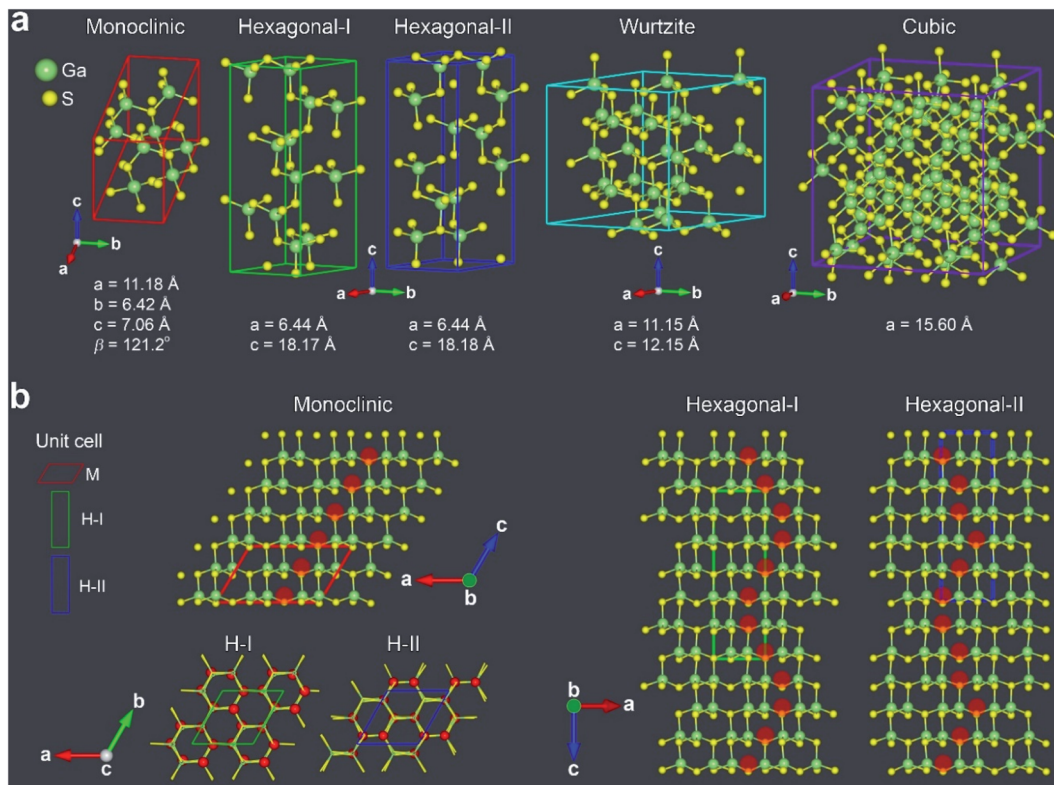 a
Monoclinic
Hexagonal-I
Hexagonal-II
Wurtzite
Cubic
Ga
S
c
b
a
a = 11.18 Å
b = 6.42 Å
c = 7.06 Å
β = 121.2°
a = 6.44 Å
c = 18.17 Å
c
a
b
a = 6.44 Å
c = 18.18 Å
c
a
b
a = 11.15 Å
c = 12.15 Å
c
a
b
a = 15.60 Å
b
Monoclinic
Hexagonal-I
Hexagonal-II
Unit cell
M
H-I
H-II
c
a
b
H-I
H-II
b
a
c
b
a
c